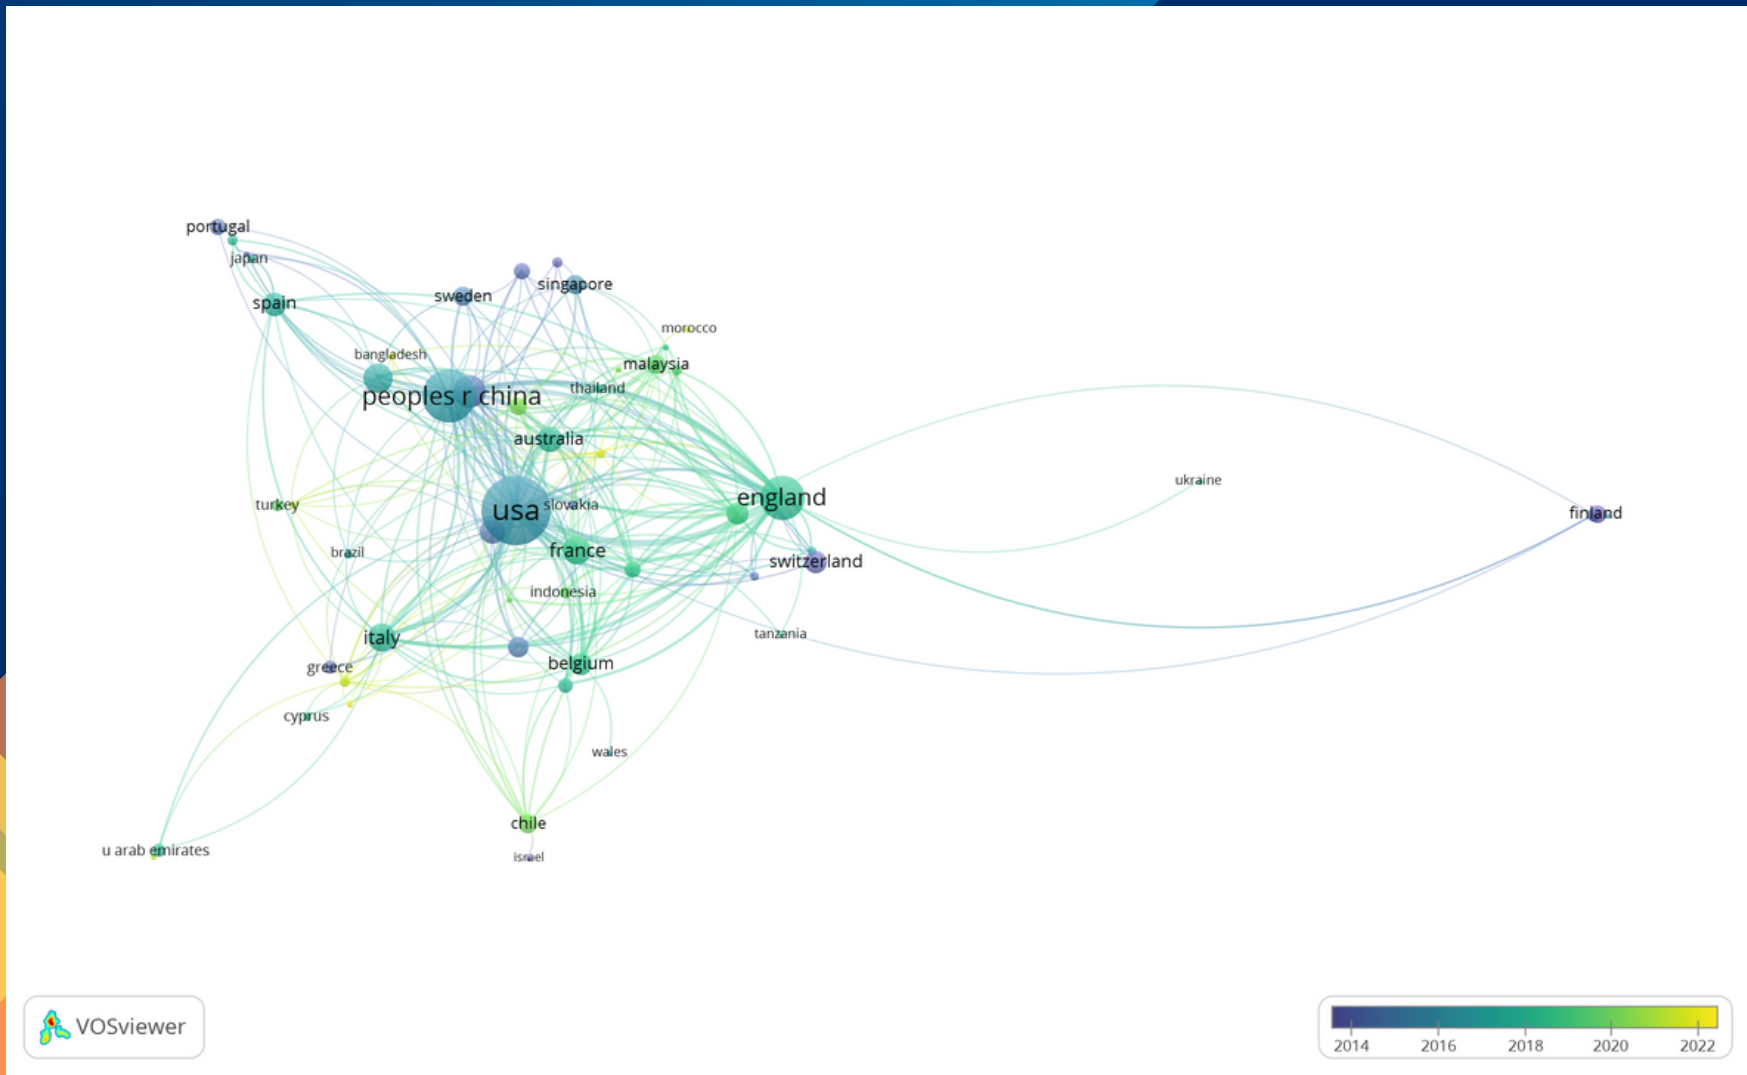 portugal
japan
spain
sweden
singapore
morocco
bangladesh
malaysia
thailand
peoples r china
australia
england
ukraine
turkey
usa
slovakia
finland
brazil
france
switzerland
indonesia
tanzania
italy
greece
belgium
cyprus
wales
chile
u arab emirates
israel
VOSviewer
2014 2016 2018 2020 2022